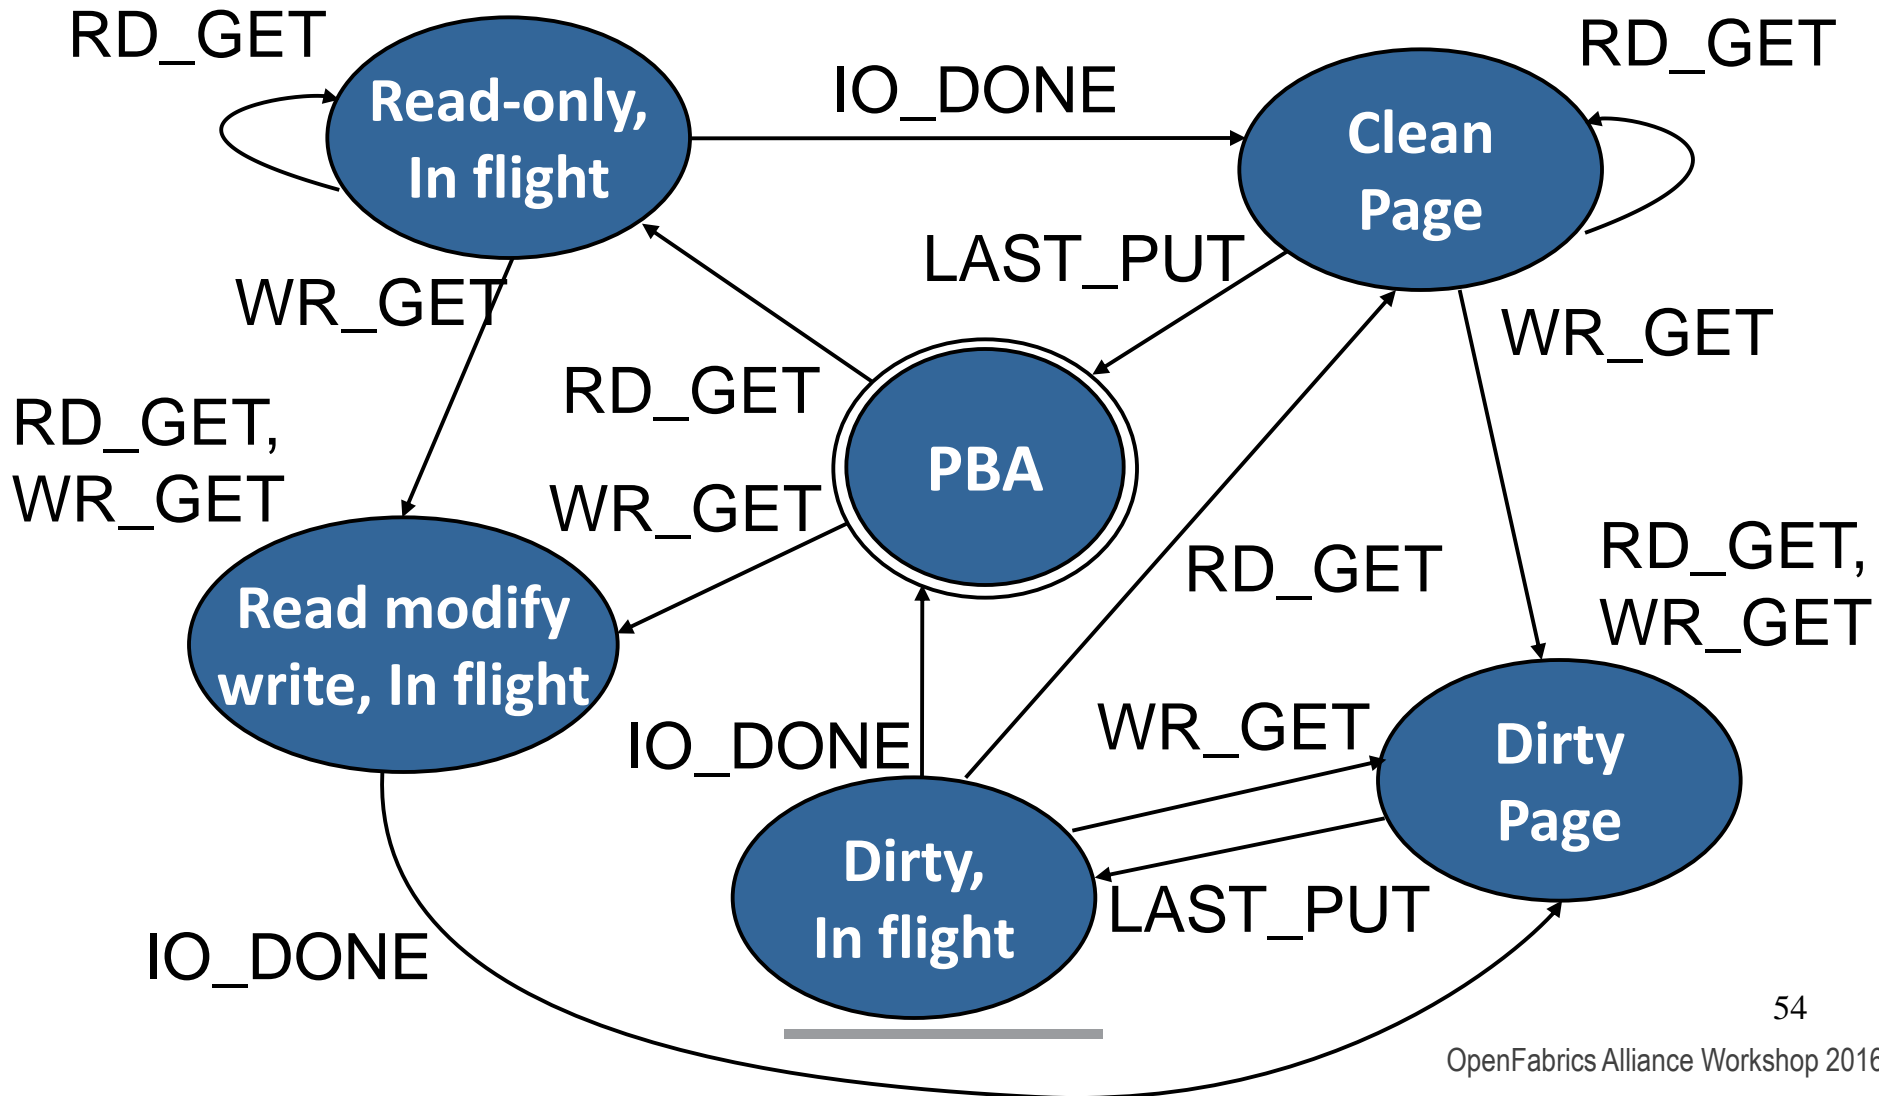 RD_GET
Read-only,
In flight
IO_DONE
Clean
Page
RD_GET
WR_GET
LAST_PUT
WR_GET
RD_GET
RD_GET,
WR_GET
PBA
WR_GET
RD_GET
RD_GET,
WR_GET
Read modify
write, In flight
IO_DONE
WR_GET
Dirty
Page
Dirty,
In flight
LAST_PUT
IO_DONE
54
OpenFabrics Alliance Workshop 2016